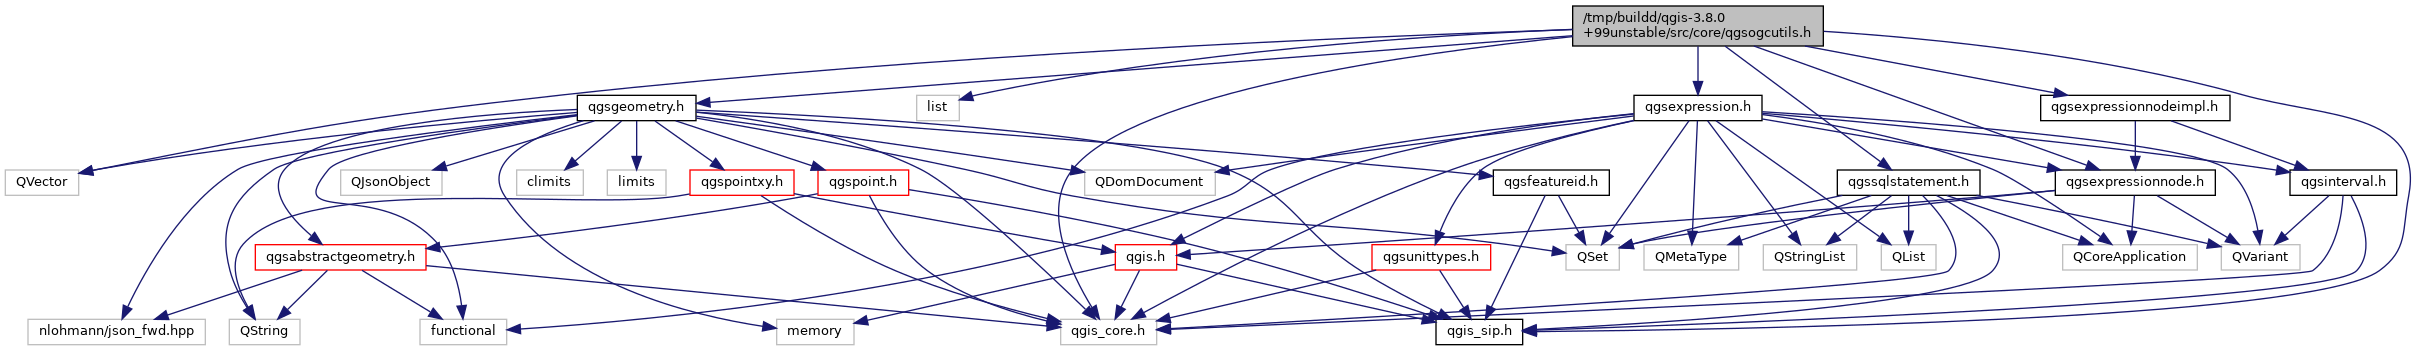 /tmp/buildd/qgis-3.8.0
+99unstable/src/core/qgsogcutils.h
qgsgeometry.h
list
qgsexpression.h
qgsexpressionnodeimpl.h
QVector
QJsonObject
climits
limits
qgspointxy.h
qgspoint.h
QDomDocument
qgsfeatureid.h
qgssqlstatement.h
qgsexpressionnode.h
qgsinterval.h
qgsabstractgeometry.h
qgis.h
qgsunittypes.h
QSet
QMetaType
QStringList
QList
QCoreApplication
QVariant
nlohmann/json_fwd.hpp
QString
functional
memory
qgis_core.h
qgis_sip.h